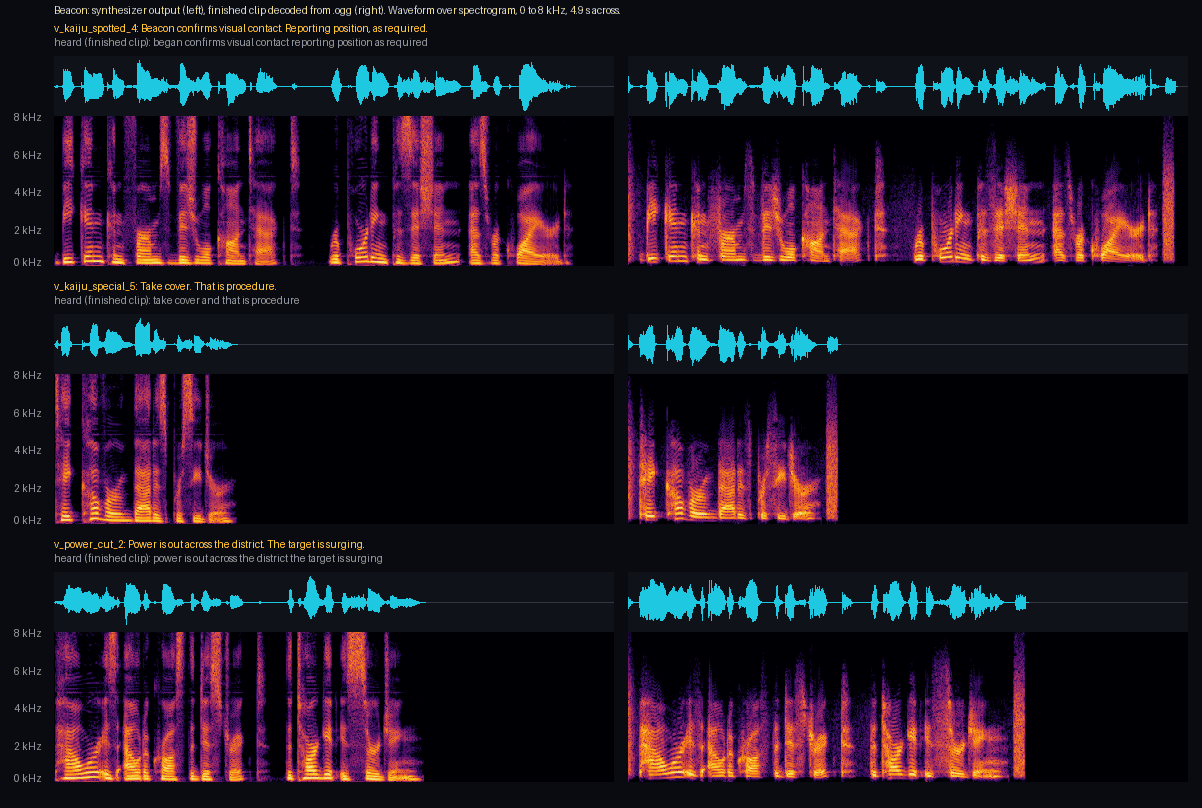 Beacon: synthesizer output (left), finished clip decoded from .ogg (right). Waveform over spectrogram, 0 to 8 kHz, 4.9 s across.
v_kaiju_spotted_4: Beacon confirms visual contact. Reporting position, as required.
heard (finished clip): began confirms visual contact reporting position as required
8 kHz
6 kHz
4 kHz
2 kHz
0 kHz
v_kaiju_special_5: Take cover. That is procedure.
heard (finished clip): take cover and that is procedure
8 kHz
6 kHz
4 kHz
2 kHz
0 kHz
v_power_cut_2: Power is out across the district. The target is surging.
heard (finished clip): power is out across the district the target is surging
8 kHz
6 kHz
4 kHz
2 kHz
0 kHz